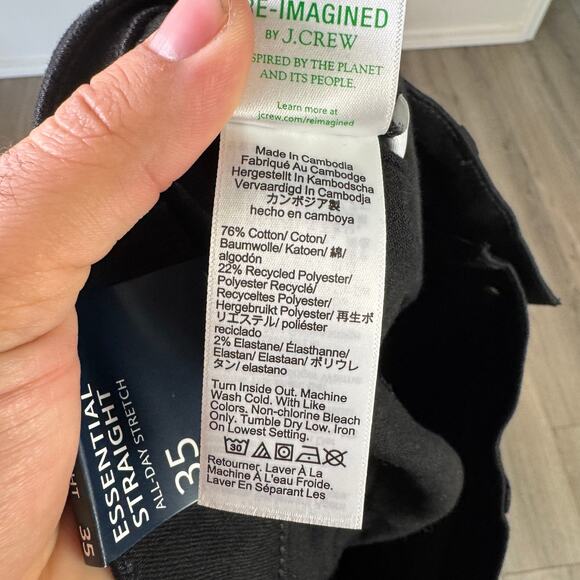 RE-IMAGINED
BY J.CREW
INSPIRED BY THE PLANET
AND ITS PEOPLE.
Learn more at
jcrew.com/reimagined
Made In Cambodia
Fabriqué Au Cambodge
Hergestellt In Kambodscha
Vervaardigd In Cambodja
カンボジア製
hecho en camboya
76% Cotton/ Coton/
Baumwolle/ Katoen/ 綿/
algodón
22% Recycled Polyester/
Polyester Recyclé/
Recyceltes Polyester/
Hergebruikt Polyester/ 再生ポ
リエステル/ poliéster
reciclado
2% Elastane/ Élasthanne/
Elastan/ Elastaan/ ポリウレ
タン/ elastano
Turn Inside Out. Machine
Wash Cold. With Like
Colors. Non-chlorine Bleach
Only. Tumble Dry Low. Iron
On Lowest Setting.
30
Retourner. Laver À La
Machine À L'eau Froide.
Laver En Séparant Les
ESSENTIAL
STRAIGHT
ALL-DAY STRETCH
35
HT
35